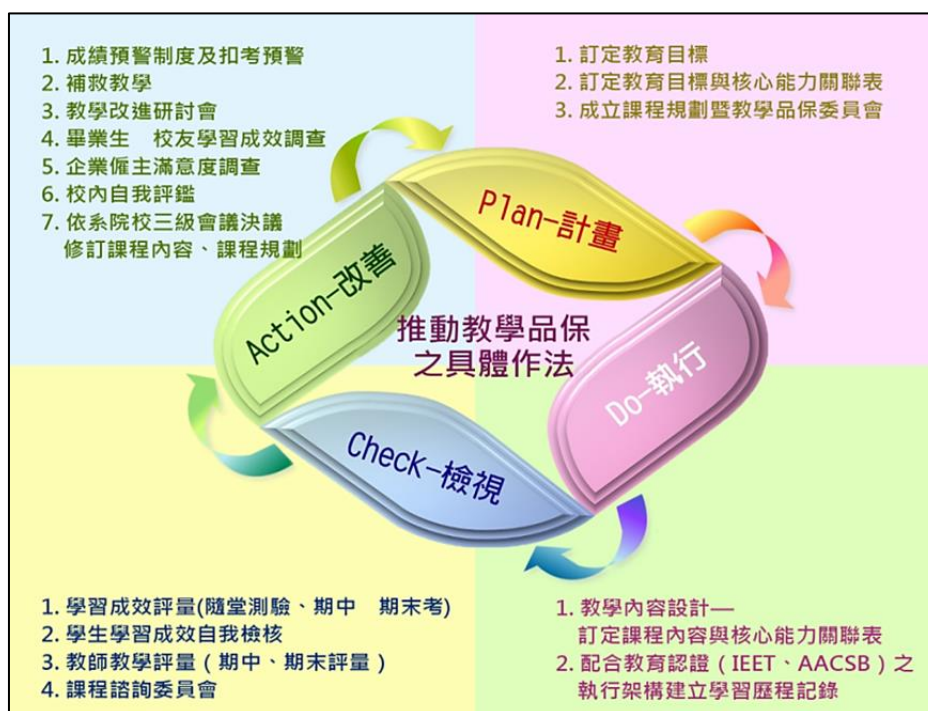 1. 成績預警制度及扣考預警
2. 補救教學
3. 教學改進研討會
4. 畢業生　校友學習成效調查
5. 企業僱主滿意度調查
6. 校內自我評鑑
7. 依系院校三級會議決議
修訂課程內容、課程規劃
1. 訂定教育目標
2. 訂定教育目標與核心能力關聯表
3. 成立課程規劃暨教學品保委員會
Plan-計畫
Action-改善
推動教學品保
之具體作法
Do-執行
Check-檢視
1. 學習成效評量(隨堂測驗、期中　期末考)
2. 學生學習成效自我檢核
3. 教師教學評量（期中、期末評量）
4. 課程諮詢委員會
1. 教學內容設計—
訂定課程內容與核心能力關聯表
2. 配合教育認證（IEET、AACSB）之
執行架構建立學習歷程記錄